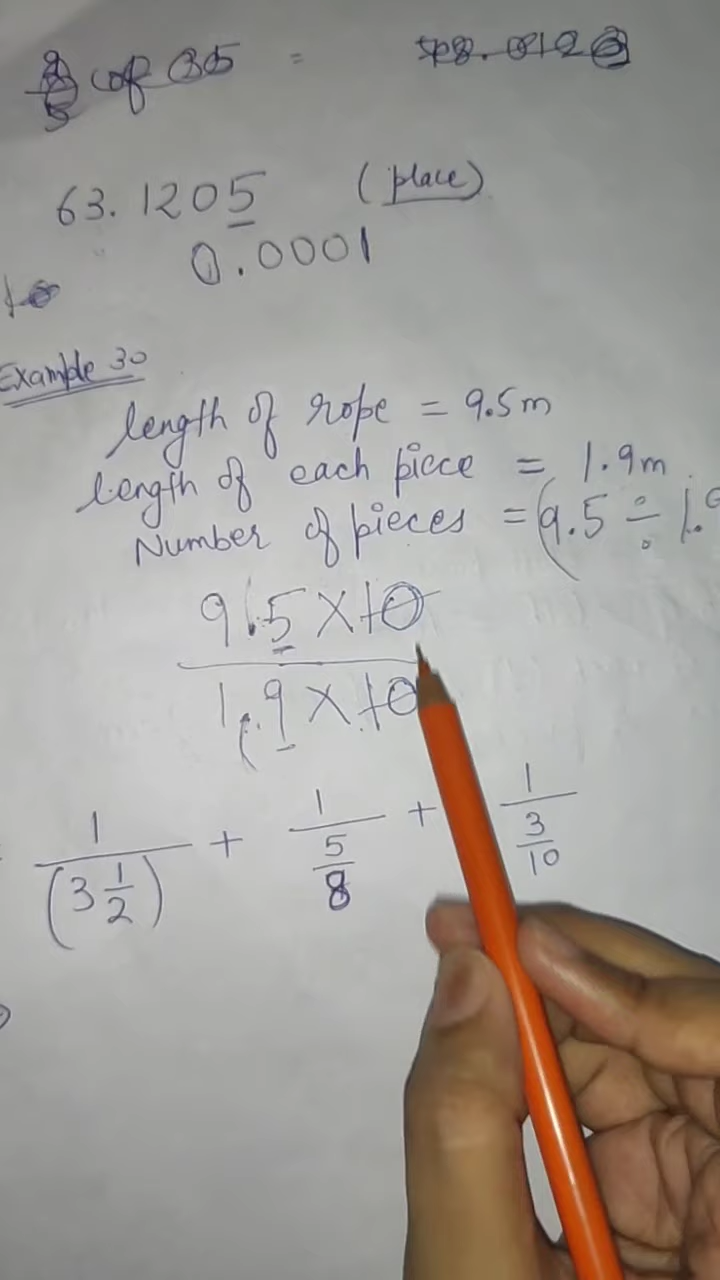 of 35 =
63.1205 (place)
0.0001
Example 30
length of rope = 9.5m
length of each piece = 1.9m
Number of pieces = (9.5 ÷ 1.9
9.5 × 10
1.9 × 10
1/(3 1/2) + 1/(5/8) + 1/(3/10)